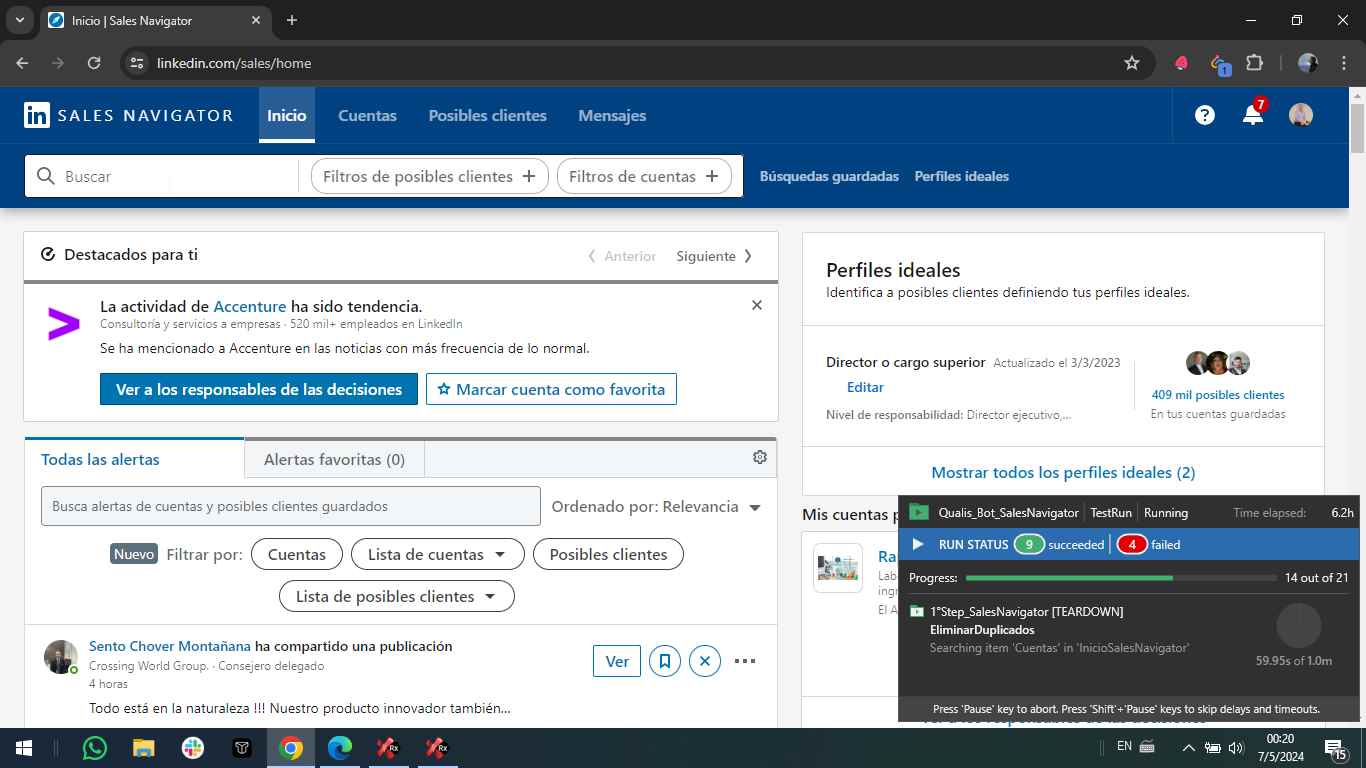 Inicio | Sales Navigator
linkedin.com/sales/home
1
in SALES NAVIGATOR
Inicio
Cuentas
Posibles clientes
Mensajes
?
7
Buscar
Filtros de posibles clientes +
Filtros de cuentas +
Búsquedas guardadas
Perfiles ideales
Destacados para ti
Anterior
Siguiente
La actividad de Accenture ha sido tendencia.
Consultoría y servicios a empresas · 520 mil+ empleados en LinkedIn
Se ha mencionado a Accenture en las noticias con más frecuencia de lo normal.
Ver a los responsables de las decisiones
Marcar cuenta como favorita
Todas las alertas
Alertas favoritas (0)
Busca alertas de cuentas y posibles clientes guardados
Ordenado por: Relevancia
Nuevo
Filtrar por:
Cuentas
Lista de cuentas
Posibles clientes
Lista de posibles clientes
Sento Chover Montañana ha compartido una publicación
Crossing World Group. · Consejero delegado
4 horas
Ver
Todo está en la naturaleza !!! Nuestro producto innovador también...
Perfiles ideales
Identifica a posibles clientes definiendo tus perfiles ideales.
Director o cargo superior Actualizado el 3/3/2023
Editar
Nivel de responsabilidad: Director ejecutivo,...
409 mil posibles clientes
En tus cuentas guardadas
Mostrar todos los perfiles ideales (2)
Mis cuentas
Qualis_Bot_SalesNavigator
TestRun
Running
Time elapsed:
6.2h
RUN STATUS 9 succeeded 4 failed
Progress:
14 out of 21
1°Step_SalesNavigator [TEARDOWN]
EliminarDuplicados
Searching item 'Cuentas' in 'InicioSalesNavigator'
59.95s of 1.0m
Press 'Pause' key to abort. Press 'Shift'+'Pause' keys to skip delays and timeouts.
Rx
Rx
EN
00:20
7/5/2024
15